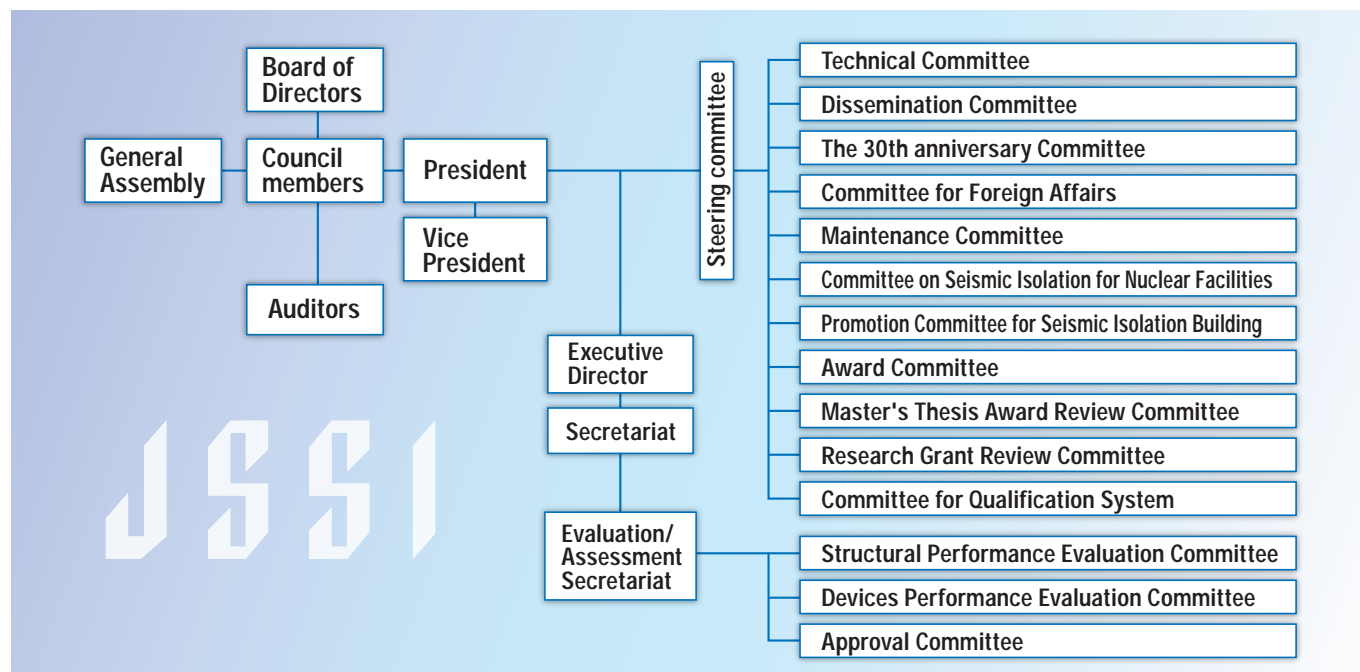 Board of
Directors
General
Assembly
Council
members
President
Vice
President
Auditors
Executive
Director
Secretariat
Evaluation/
Assessment
Secretariat
Steering committee
Technical Committee
Dissemination Committee
The 30th anniversary Committee
Committee for Foreign Affairs
Maintenance Committee
Committee on Seismic Isolation for Nuclear Facilities
Promotion Committee for Seismic Isolation Building
Award Committee
Master's Thesis Award Review Committee
Research Grant Review Committee
Committee for Qualification System
Structural Performance Evaluation Committee
Devices Performance Evaluation Committee
Approval Committee
JSSI